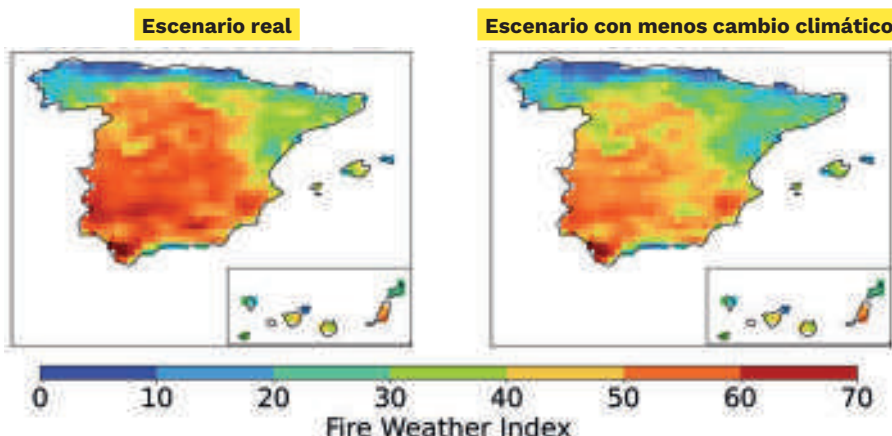 Escenario real
Escenario con menos cambio climático
0 10 20 30 40 50 60 70
Fire Weather Index